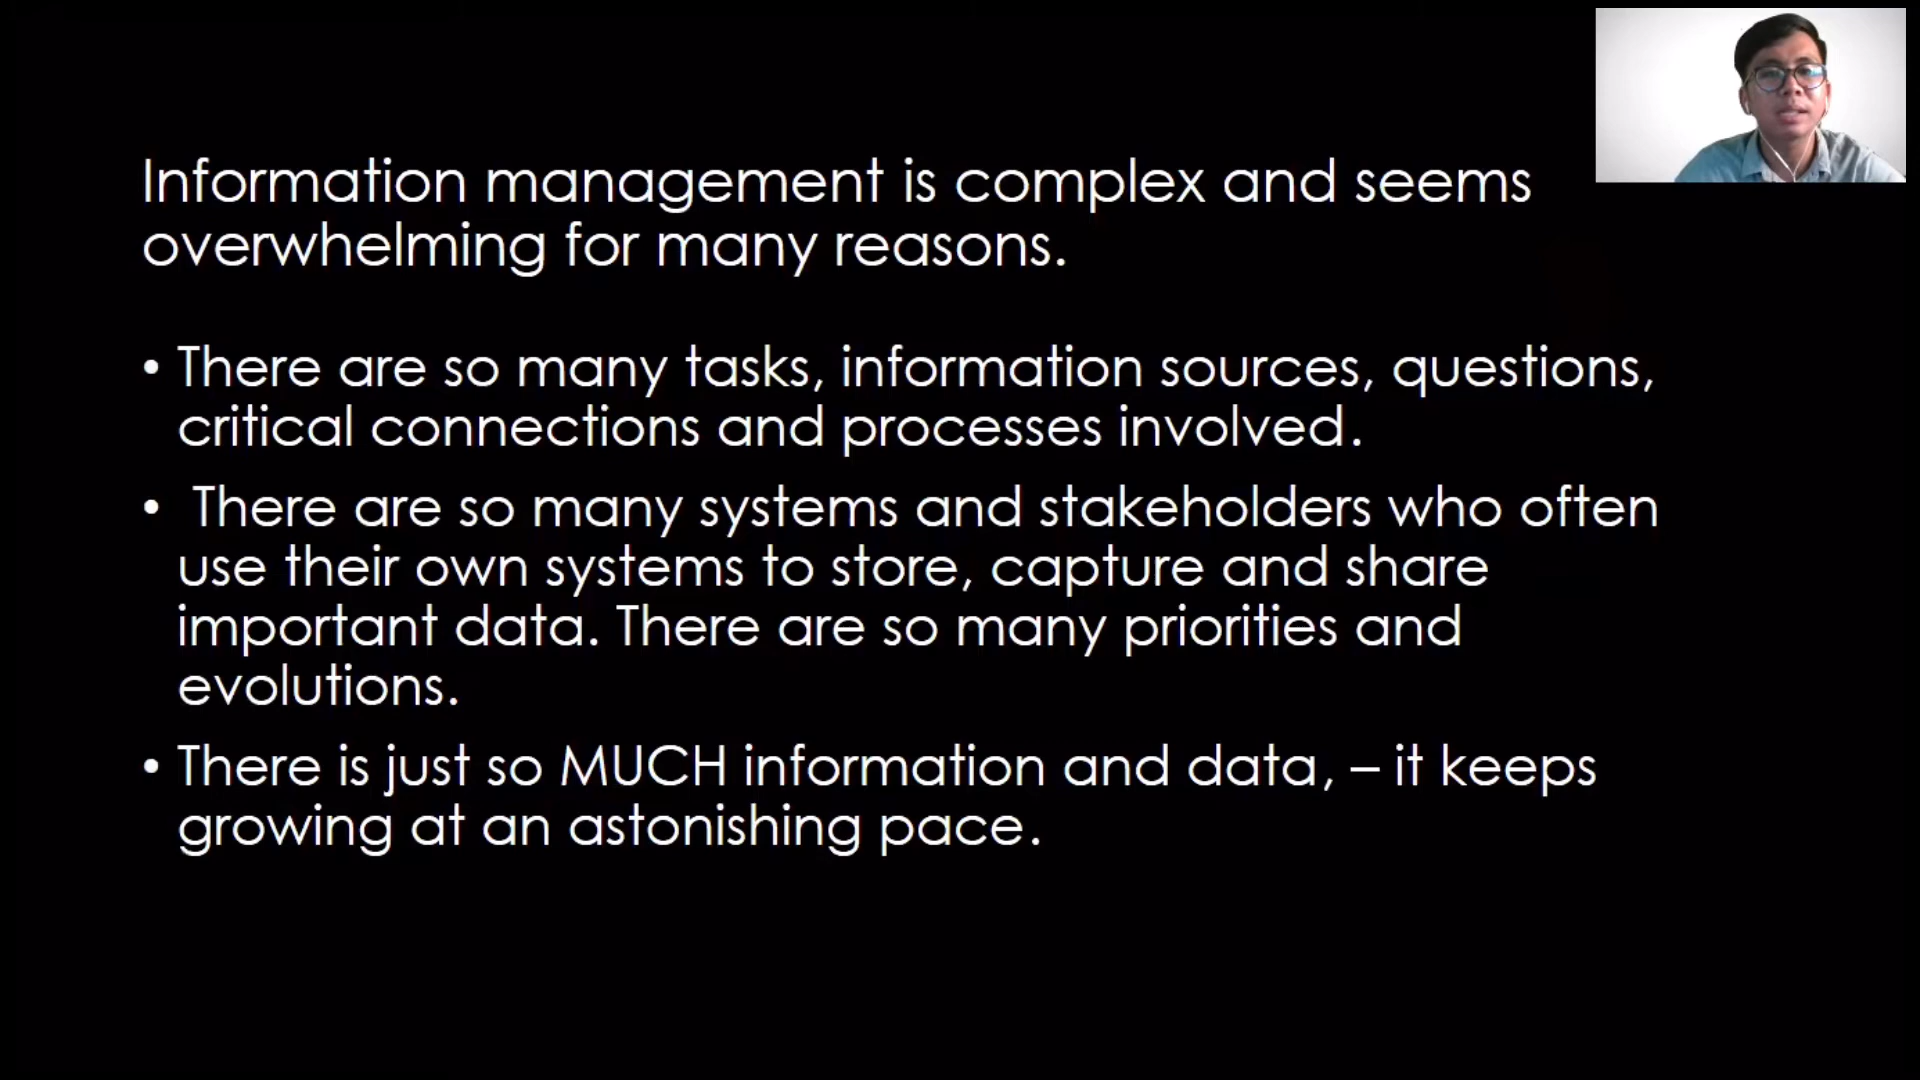 Information management is complex and seems
overwhelming for many reasons.
• There are so many tasks, information sources, questions,
critical connections and processes involved.
• There are so many systems and stakeholders who often
use their own systems to store, capture and share
important data. There are so many priorities and
evolutions.
• There is just so MUCH information and data, – it keeps
growing at an astonishing pace.